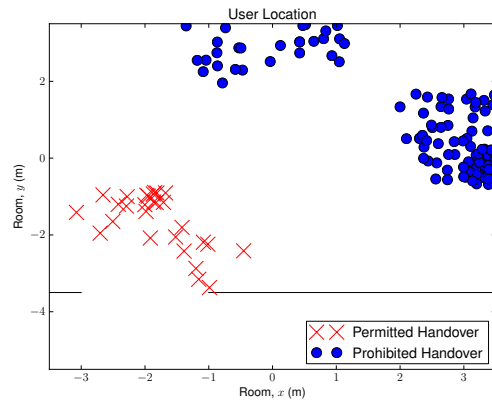 User Location
Room, y (m)
2
0
−2
−4
−3
−2
−1
0
1
2
3
Room, x (m)
Permitted Handover
Prohibited Handover